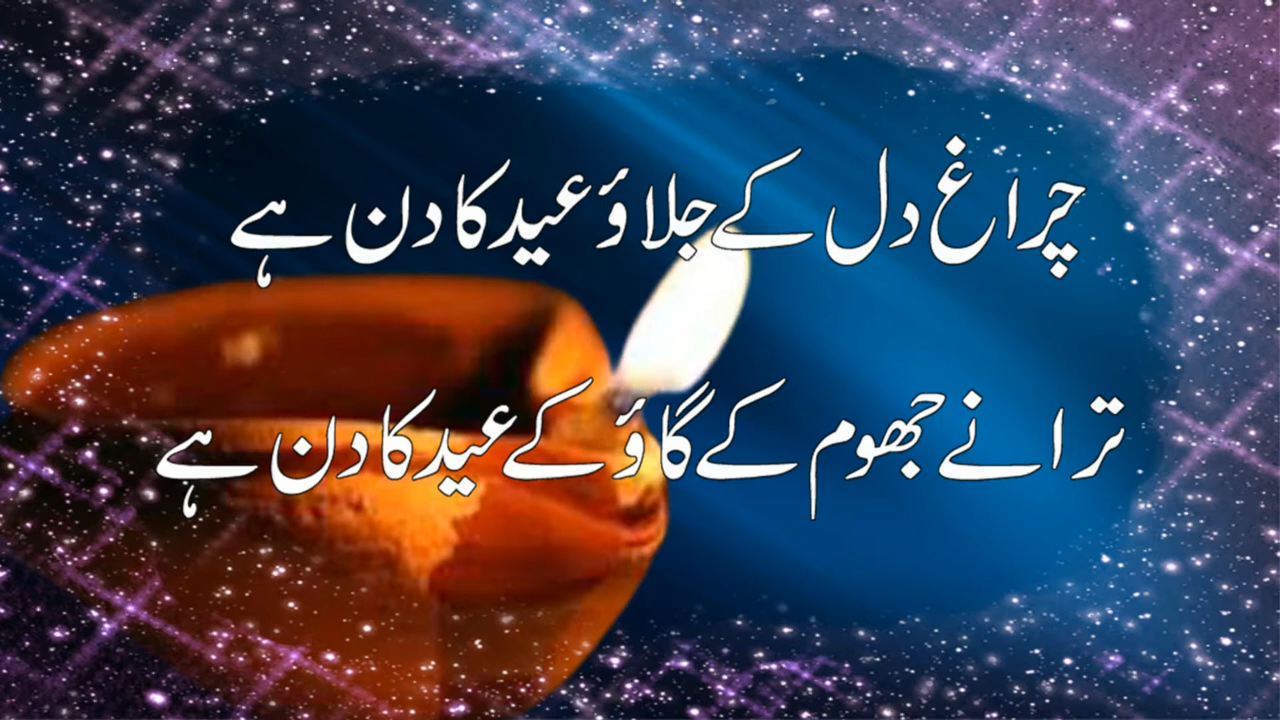 چراغ دل کے جلاؤ عید کا دن ہے
ترانے جھوم کے گاؤ کے عید کا دن ہے